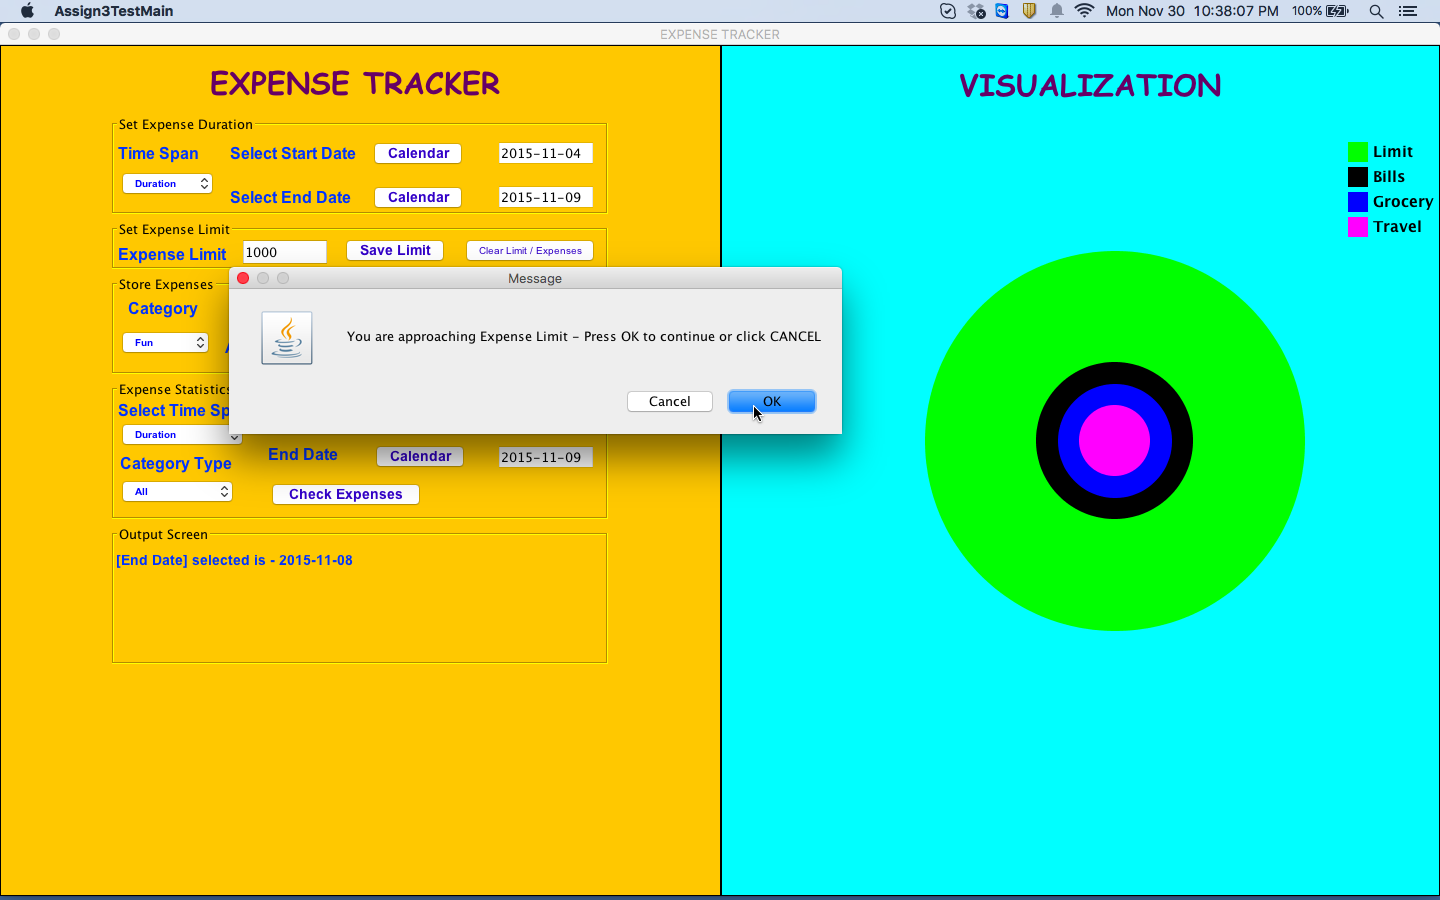 Assign3TestMain
Mon Nov 30 10:38:07 PM 100%
EXPENSE TRACKER
EXPENSE TRACKER
Set Expense Duration
Time Span Select Start Date Calendar 2015-11-04
Duration
Select End Date Calendar 2015-11-09
Set Expense Limit
Expense Limit 1000 Save Limit Clear Limit / Expenses
Store Expenses
Category
Fun
Message
You are approaching Expense Limit - Press OK to continue or click CANCEL
Cancel OK
Expense Statistics
Select Time Sp
Duration
End Date Calendar 2015-11-09
Category Type
All
Check Expenses
Output Screen
[End Date] selected is - 2015-11-08
VISUALIZATION
Limit
Bills
Grocery
Travel